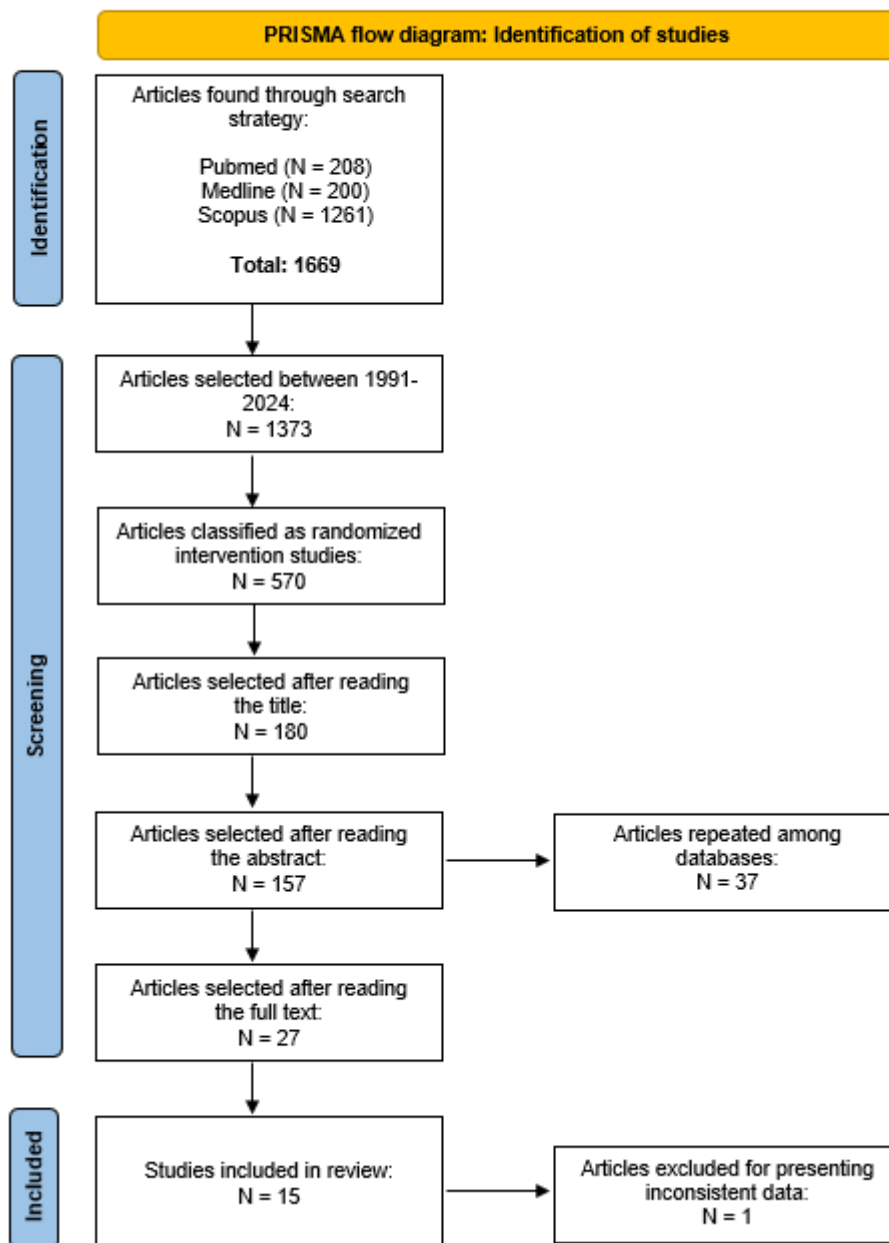 PRISMA flow diagram: Identification of studies
Identification
Articles found through search
strategy:
Pubmed (N = 208)
Medline (N = 200)
Scopus (N = 1261)
Total: 1669
Screening
Articles selected between 1991-
2024:
N = 1373
Articles classified as randomized
intervention studies:
N = 570
Articles selected after reading
the title:
N = 180
Articles selected after reading
the abstract:
N = 157
Articles repeated among
databases:
N = 37
Articles selected after reading
the full text:
N = 27
Included
Studies included in review:
N = 15
Articles excluded for presenting
inconsistent data:
N = 1